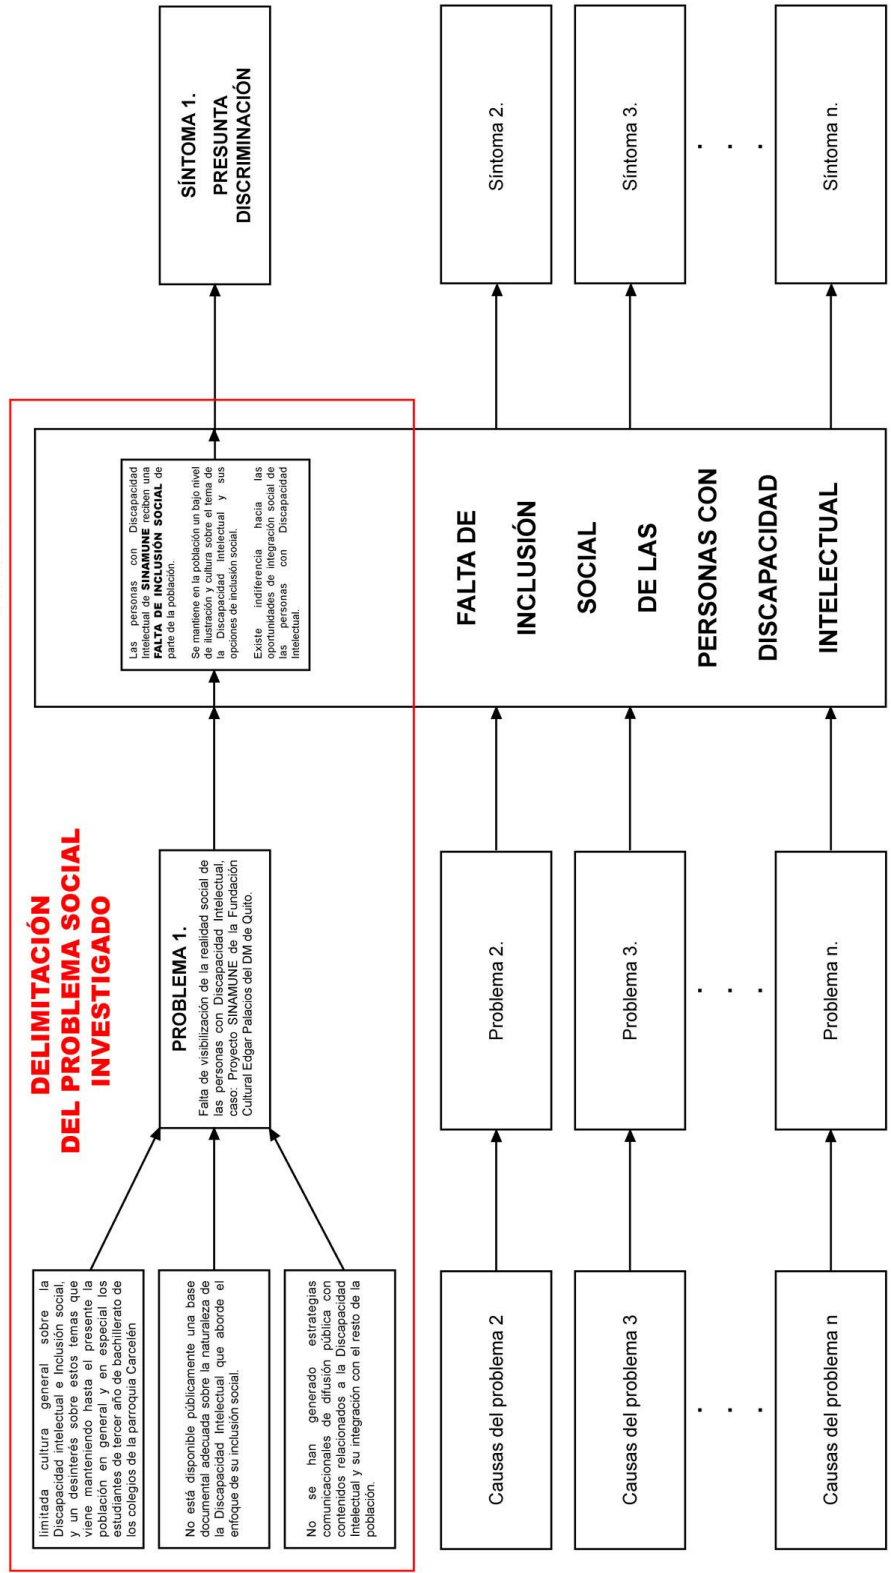 DELIMITACIÓN
DEL PROBLEMA SOCIAL
INVESTIGADO
limitada cultura general sobre la
Discapacidad intelectual e Inclusión social,
y un desinterés sobre estos temas que
viene manteniendo hasta el presente la
población en general y en especial los
estudiantes de tercer año de bachillerato de
los colegios de la parroquia Carcelén
No está disponible públicamente una base
documental adecuada sobre la naturaleza de
la Discapacidad Intelectual que aborde el
enfoque de su inclusión social.
No se han generado estrategias
comunicacionales de difusión pública con
contenidos relacionados a la Discapacidad
Intelectual y su integración con el resto de la
población.
PROBLEMA 1.
Falta de visibilización de la realidad social de
las personas con Discapacidad Intelectual,
caso: Proyecto SINAMUNE de la Fundación
Cultural Edgar Palacios del DM de Quito.
Las personas con Discapacidad
Intelectual de SINAMUNE reciben una
FALTA DE INCLUSIÓN SOCIAL de
parte de la población.
Se mantiene en la población un bajo nivel
de ilustración y cultura sobre el tema de
la Discapacidad Intelectual y sus
opciones de inclusión social.
Existe indiferencia hacia las
oportunidades de integración social de
las personas con Discapacidad
Intelectual.
SÍNTOMA 1.
PRESUNTA
DISCRIMINACIÓN
FALTA DE
INCLUSIÓN
SOCIAL
DE LAS
PERSONAS CON
DISCAPACIDAD
INTELECTUAL
Causas del problema 2
Problema 2.
Síntoma 2.
Causas del problema 3
Problema 3.
Síntoma 3.
. . .
. . .
. . .
Causas del problema n
Problema n.
Síntoma n.